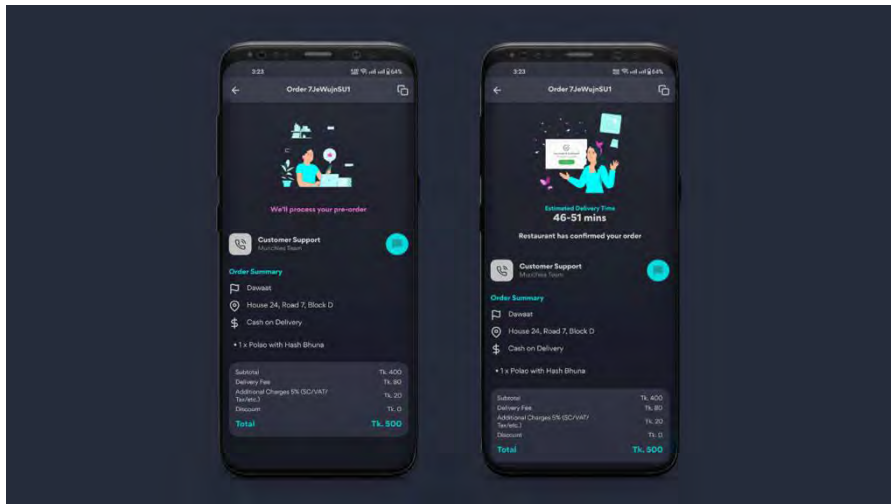 3:23
64%
Order 7JeWujnSU1
We'll process your pre-order
Customer Support
Munchies Team
Order Summary
Dawaat
House 24, Road 7, Block D
Cash on Delivery
• 1 x Polao with Hash Bhuna
Subtotal Tk. 400
Delivery Fee Tk. 80
Additional Charges 5% (SC/VAT/ Tk. 20
Tax/etc.)
Discount Tk. 0
Total Tk. 500
3:23
64%
Order 7JeWujnSU1
Estimated Delivery Time
46-51 mins
Restaurant has confirmed your order
Customer Support
Munchies Team
Order Summary
Dawaat
House 24, Road 7, Block D
Cash on Delivery
• 1 x Polao with Hash Bhuna
Subtotal Tk. 400
Delivery Fee Tk. 80
Additional Charges 5% (SC/VAT/ Tk. 20
Tax/etc.)
Discount Tk. 0
Total Tk. 500